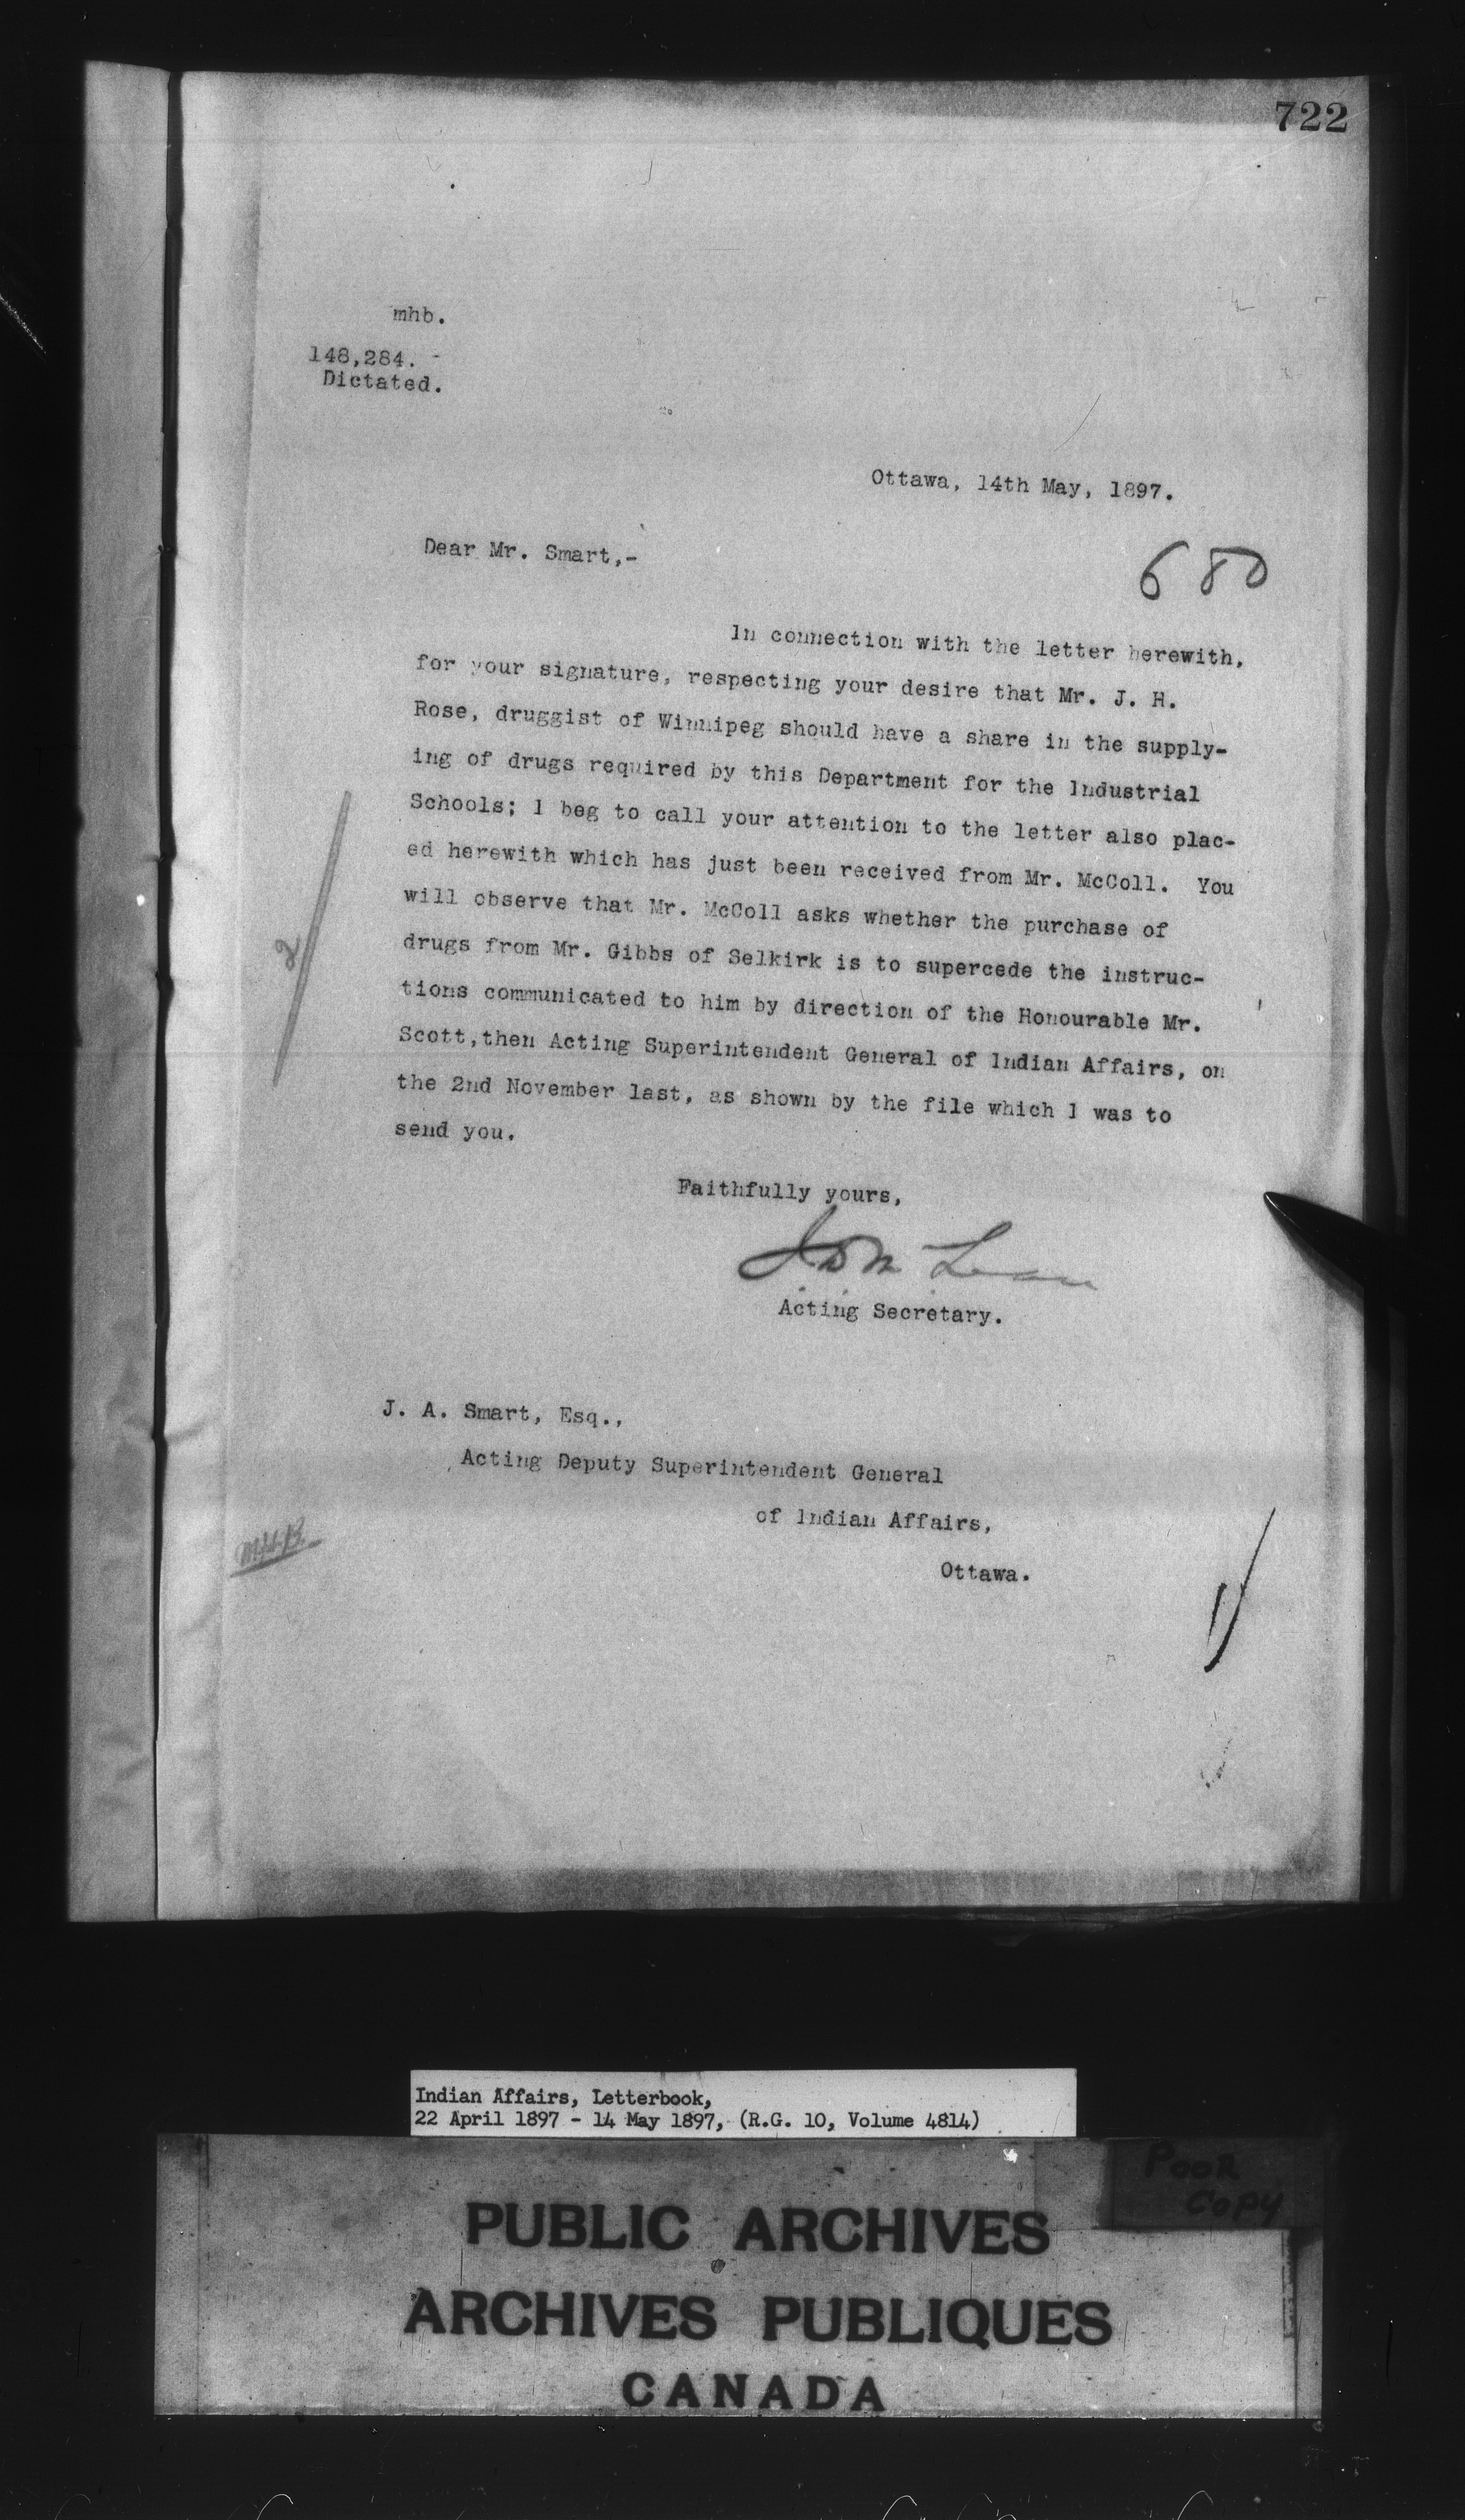 722
mhb.
148,284. -
Dictated.
Ottawa, 14th May, 1897.
Dear Mr. Smart,-
680
In connection with the letter herewith,
for your signature, respecting your desire that Mr. J. H.
Rose, druggist of Winnipeg should have a share in the supply-
ing of drugs required by this Department for the Industrial
Schools; I beg to call your attention to the letter also plac-
ed herewith which has just been received from Mr. McColl. You
will observe that Mr. McColl asks whether the purchase of
drugs from Mr. Gibbs of Selkirk is to supercede the instruc-
tions communicated to him by direction of the Honourable Mr.
Scott, then Acting Superintendent General of Indian Affairs, on
the 2nd November last, as shown by the file which I was to
send you.
Faithfully yours,
Acting Secretary.
J. A. Smart, Esq.,
Acting Deputy Superintendent General
of Indian Affairs,
Ottawa.
M.H.B.
Indian Affairs, Letterbook,
22 April 1897 - 14 May 1897, (R.G. 10, Volume 4814)
POOR
COPY
PUBLIC ARCHIVES
ARCHIVES PUBLIQUES
CANADA